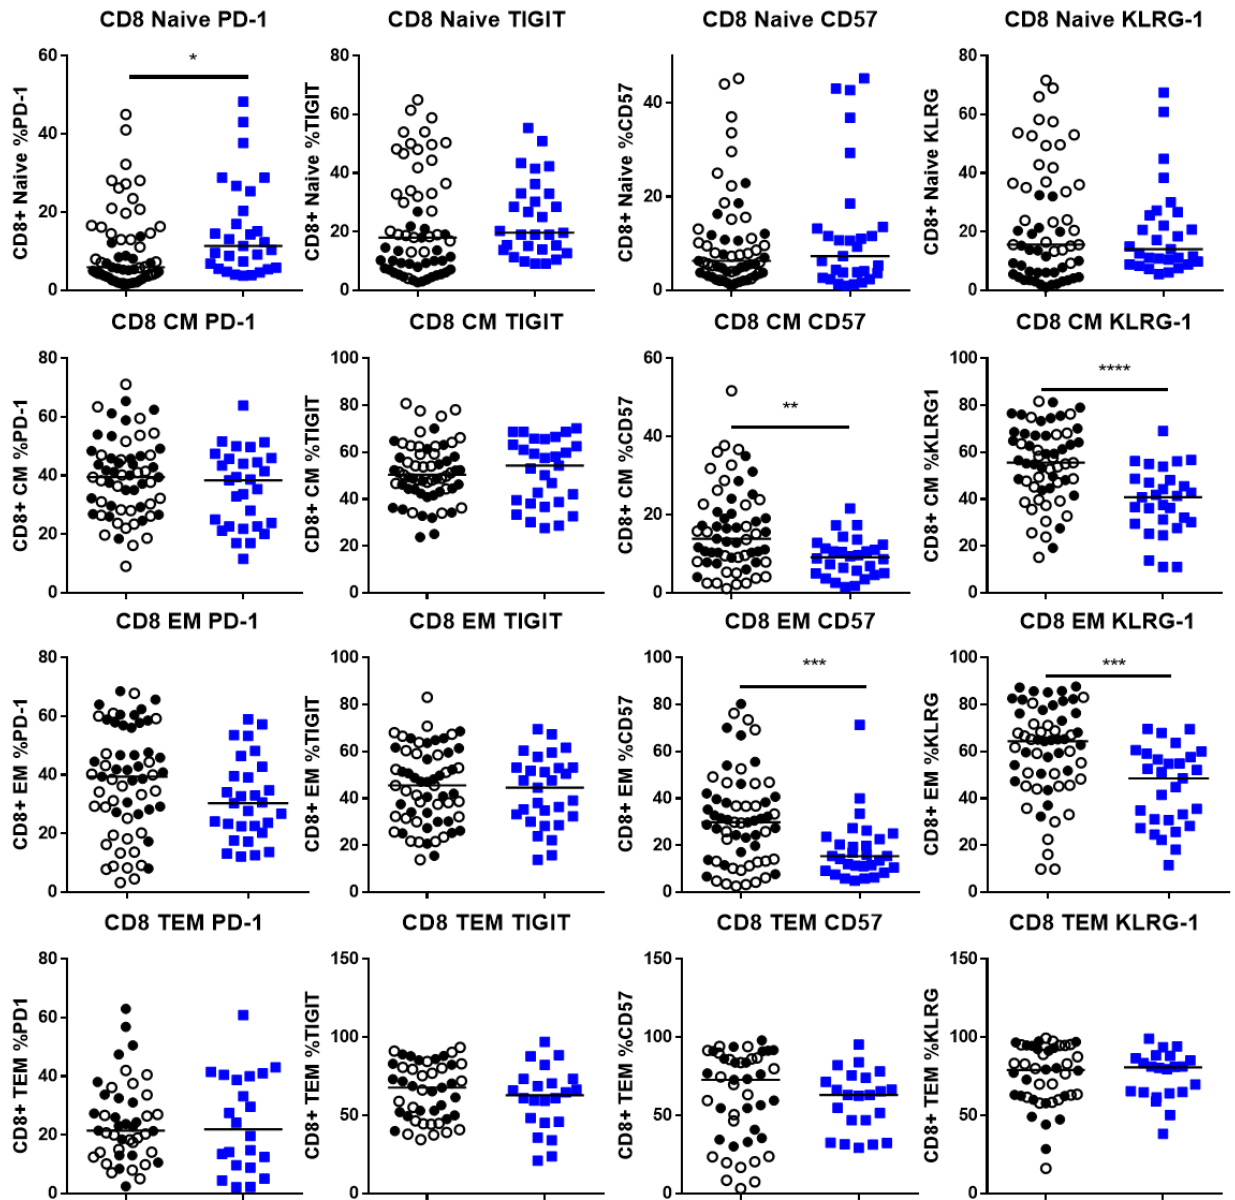 CD8 Naive PD-1
CD8 Naive TIGIT
CD8 Naive CD57
CD8 Naive KLRG-1
CD8+ Naive %PD-1
60
40
20
0
*
CD8+ Naive %TIGIT
80
60
40
20
0
CD8+ Naive %CD57
40
20
0
CD8+ Naive KLRG
80
60
40
20
0
CD8 CM PD-1
CD8 CM TIGIT
CD8 CM CD57
CD8 CM KLRG-1
CD8+ CM %PD-1
80
60
40
20
0
CD8+ CM %TIGIT
100
80
60
40
20
0
CD8+ CM %CD57
60
40
20
0
**
CD8+ CM %KLRG1
100
80
60
40
20
0
****
CD8 EM PD-1
CD8 EM TIGIT
CD8 EM CD57
CD8 EM KLRG-1
CD8+ EM %PD-1
80
60
40
20
0
CD8+ EM %TIGIT
100
80
60
40
20
0
CD8+ EM %CD57
100
80
60
40
20
0
***
CD8+ EM %KLRG
100
80
60
40
20
0
***
CD8 TEM PD-1
CD8 TEM TIGIT
CD8 TEM CD57
CD8 TEM KLRG-1
CD8+ TEM %PD1
80
60
40
20
0
CD8+ TEM %TIGIT
150
100
50
0
CD8+ TEM %CD57
150
100
50
0
CD8+ TEM %KLRG
150
100
50
0